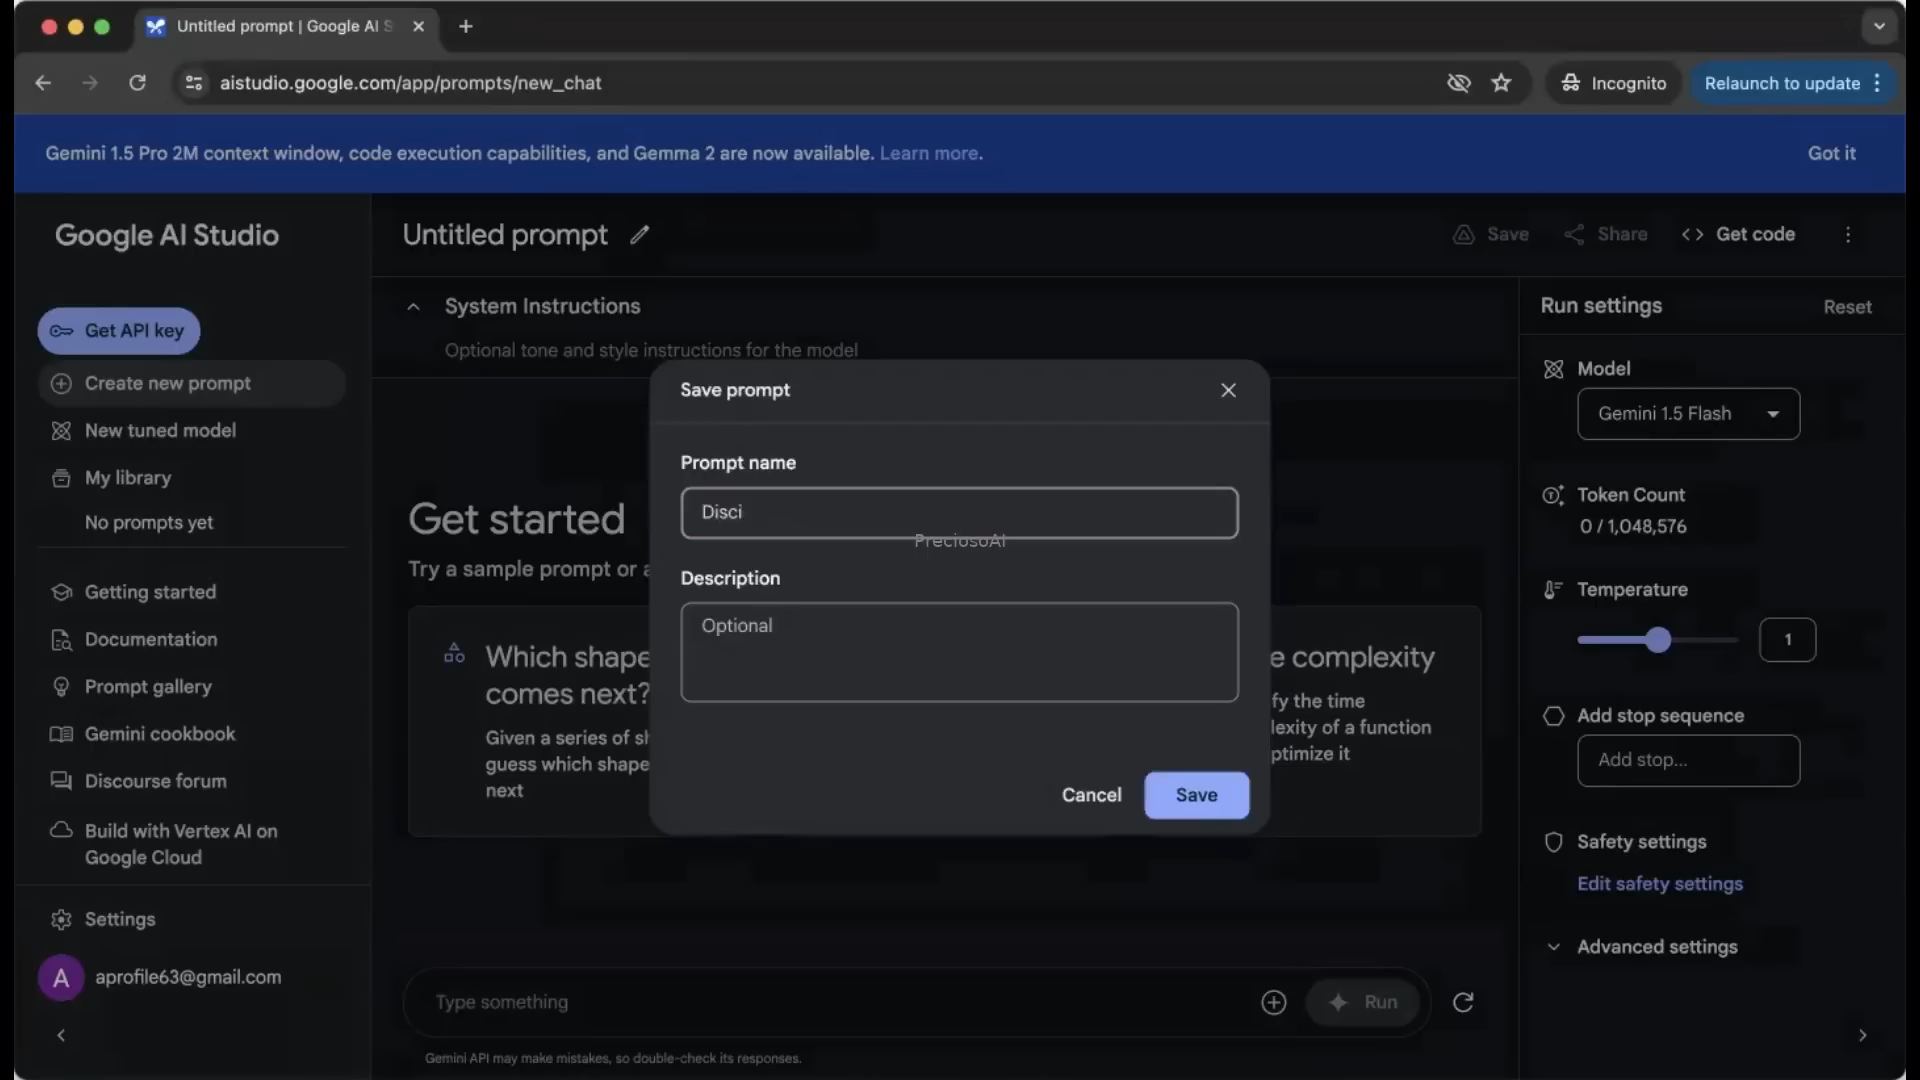 Untitled prompt | Google AI S
aistudio.google.com/app/prompts/new_chat
Incognito
Relaunch to update
Gemini 1.5 Pro 2M context window, code execution capabilities, and Gemma 2 are now available. Learn more.
Got it
Google AI Studio
Get API key
Create new prompt
New tuned model
My library
No prompts yet
Getting started
Documentation
Prompt gallery
Gemini cookbook
Discourse forum
Build with Vertex AI on
Google Cloud
Settings
A
aprofile63@gmail.com
Untitled prompt
Save
Share
Get code
System Instructions
Optional tone and style instructions for the model
Get started
Try a sample prompt or a
Which shape
comes next?
Given a series of sh
guess which shape
next
e complexity
fy the time
lexity of a function
ptimize it
Save prompt
Prompt name
Disci
PreciosoAI
Description
Optional
Cancel
Save
Type something
Run
Gemini API may make mistakes, so double-check its responses.
Run settings
Reset
Model
Gemini 1.5 Flash
Token Count
0 / 1,048,576
Temperature
1
Add stop sequence
Add stop...
Safety settings
Edit safety settings
Advanced settings